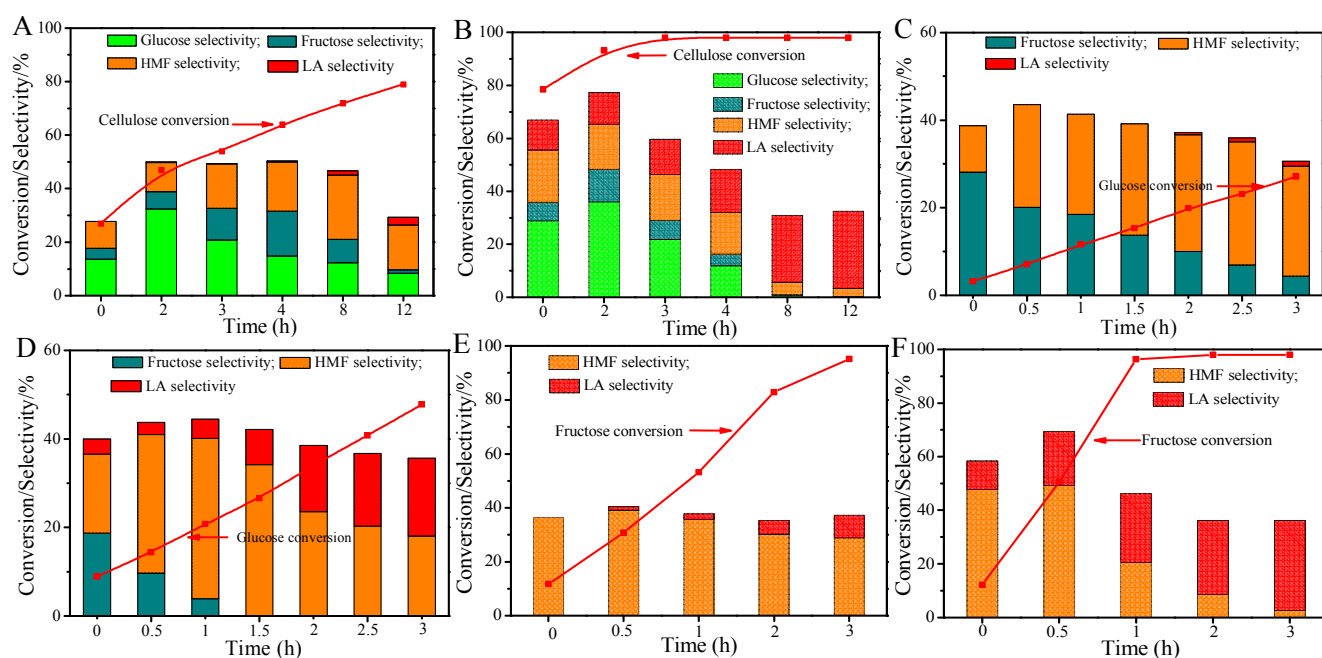 A
Conversion/Selectivity/%
100
80
60
40
20
0
Glucose selectivity; Fructose selectivity;
HMF selectivity; LA selectivity
Cellulose conversion
0 2 3 4 8 12
Time (h)
B
Conversion/Selectivity/%
100
80
60
40
20
0
Cellulose conversion
Glucose selectivity;
Fructose selectivity;
HMF selectivity;
LA selectivity
0 2 3 4 8 12
Time (h)
C
Conversion/Selectivity/%
60
40
20
0
Fructose selectivity; HMF selectivity;
LA selectivity
Glucose conversion
0 0.5 1 1.5 2 2.5 3
Time (h)
D
Conversion/Selectivity/%
60
40
20
0
Fructose selectivity; HMF selectivity;
LA selectivity
Glucose conversion
0 0.5 1 1.5 2 2.5 3
Time (h)
E
Conversion/Selectivity/%
100
80
60
40
20
0
HMF selectivity;
LA selectivity
Fructose conversion
0 0.5 1 2 3
Time (h)
F
Conversion/Selectivity/%
100
80
60
40
20
0
HMF selectivity;
LA selectivity
Fructose conversion
0 0.5 1 2 3
Time (h)